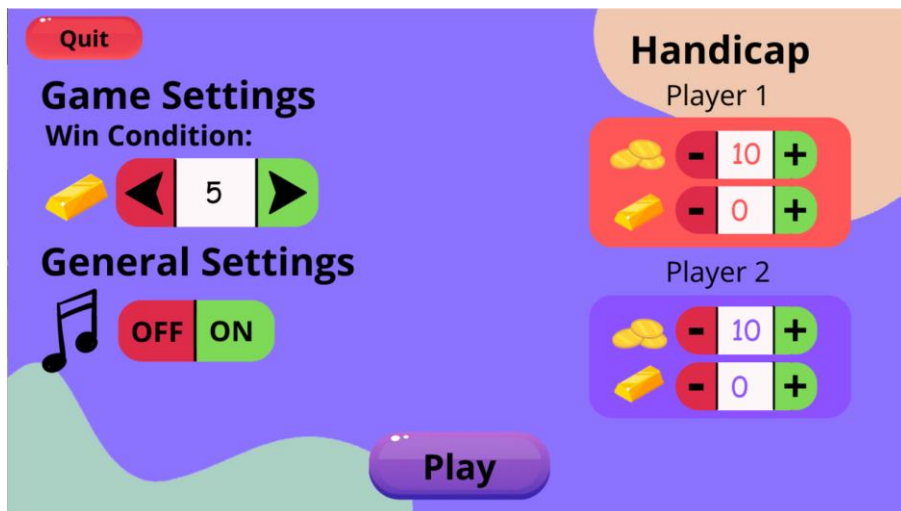 Quit
Game Settings
Win Condition:
5
General Settings
OFF ON
Handicap
Player 1
- 10 +
- 0 +
Player 2
- 10 +
- 0 +
Play